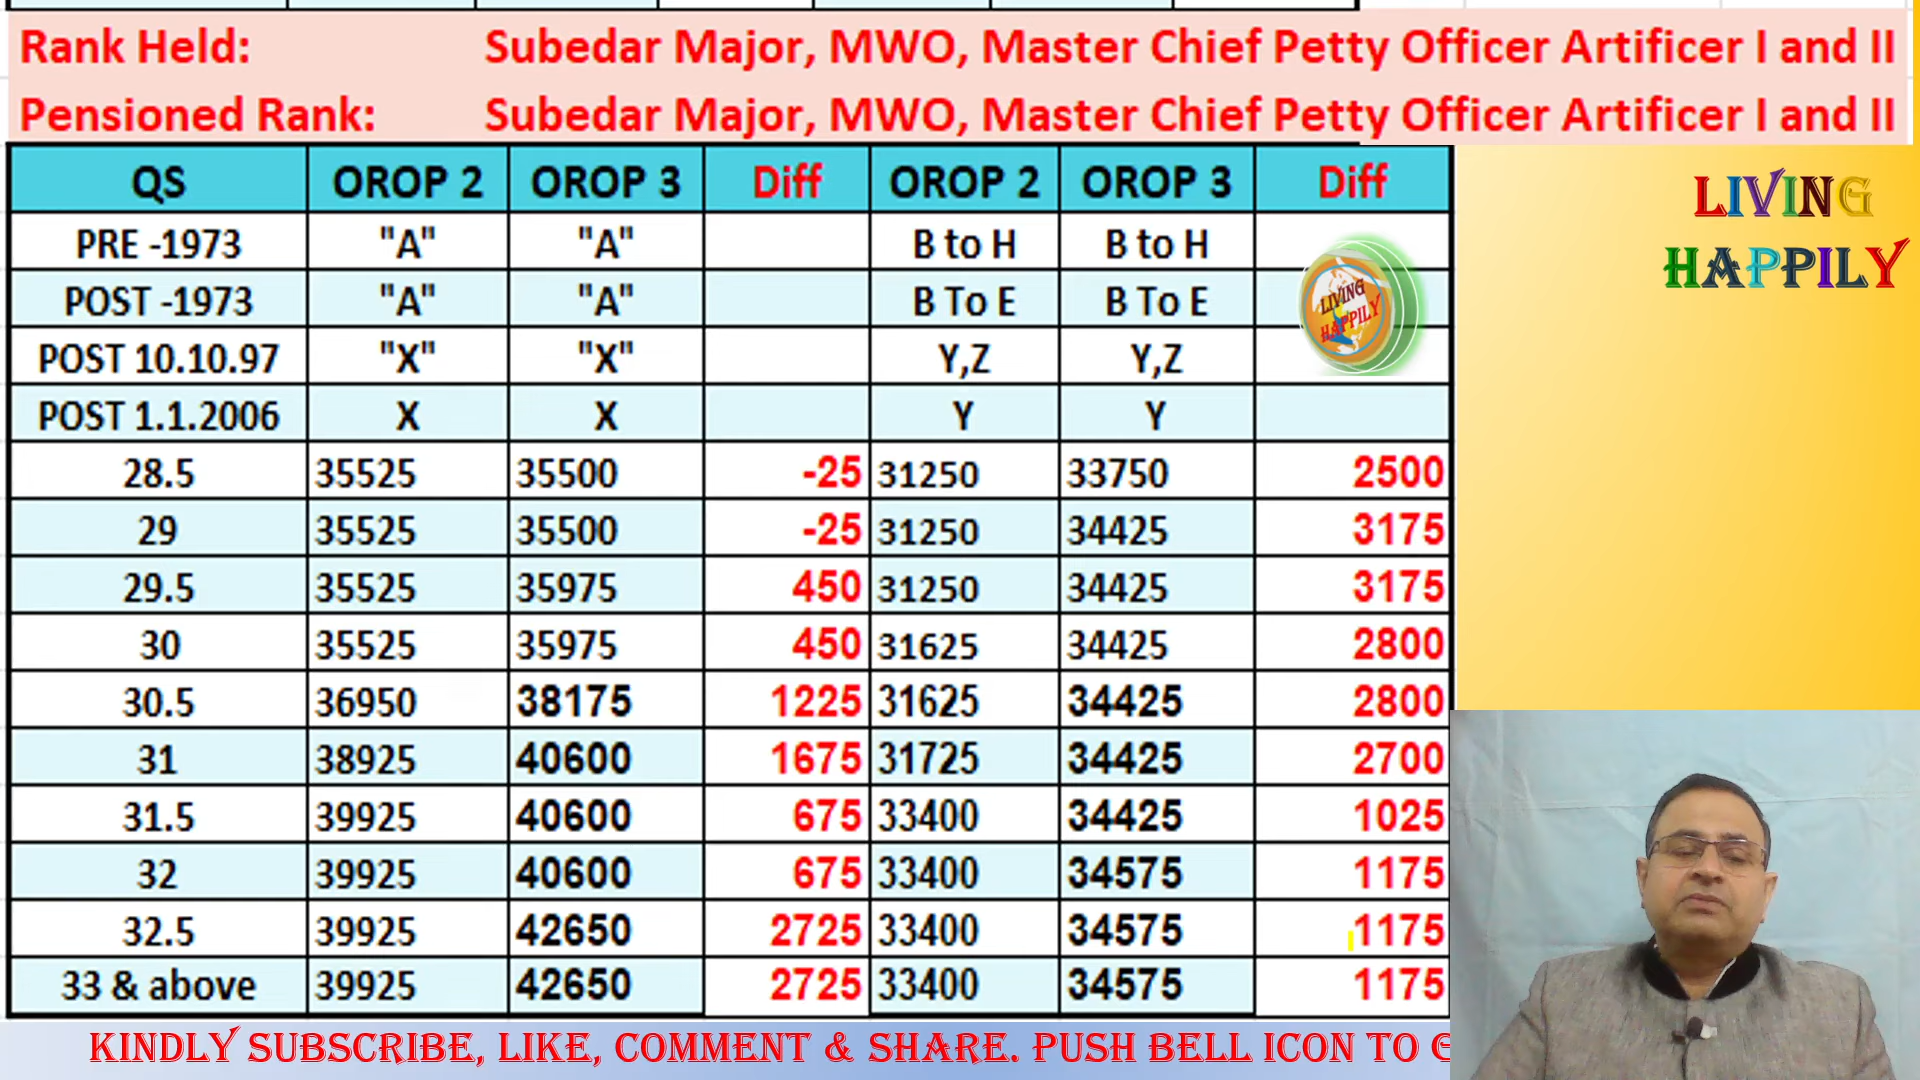 Rank Held: Subedar Major, MWO, Master Chief Petty Officer Artificer I and II
Pensioned Rank: Subedar Major, MWO, Master Chief Petty Officer Artificer I and II
LIVING
HAPPILY
QS OROP 2 OROP 3 Diff OROP 2 OROP 3 Diff
PRE -1973 "A" "A" B to H B to H
POST -1973 "A" "A" B To E B To E
LIVING
HAPPILY
POST 10.10.97 "X" "X" Y,Z Y,Z
POST 1.1.2006 X X Y Y
28.5 35525 35500 -25 31250 33750 2500
29 35525 35500 -25 31250 34425 3175
29.5 35525 35975 450 31250 34425 3175
30 35525 35975 450 31625 34425 2800
30.5 36950 38175 1225 31625 34425 2800
31 38925 40600 1675 31725 34425 2700
31.5 39925 40600 675 33400 34425 1025
32 39925 40600 675 33400 34575 1175
32.5 39925 42650 2725 33400 34575 1175
33 & above 39925 42650 2725 33400 34575 1175
KINDLY SUBSCRIBE, LIKE, COMMENT & SHARE. PUSH BELL ICON TO